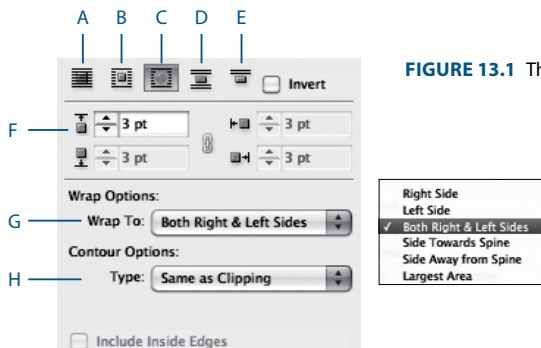 A B C D E
FIGURE 13.1 Th
Invert
F
3 pt 3 pt
3 pt 3 pt
Wrap Options:
G Wrap To: Both Right & Left Sides
Contour Options:
H Type: Same as Clipping
Include Inside Edges
Right Side
Left Side
✓ Both Right & Left Sides
Side Towards Spine
Side Away from Spine
Largest Area